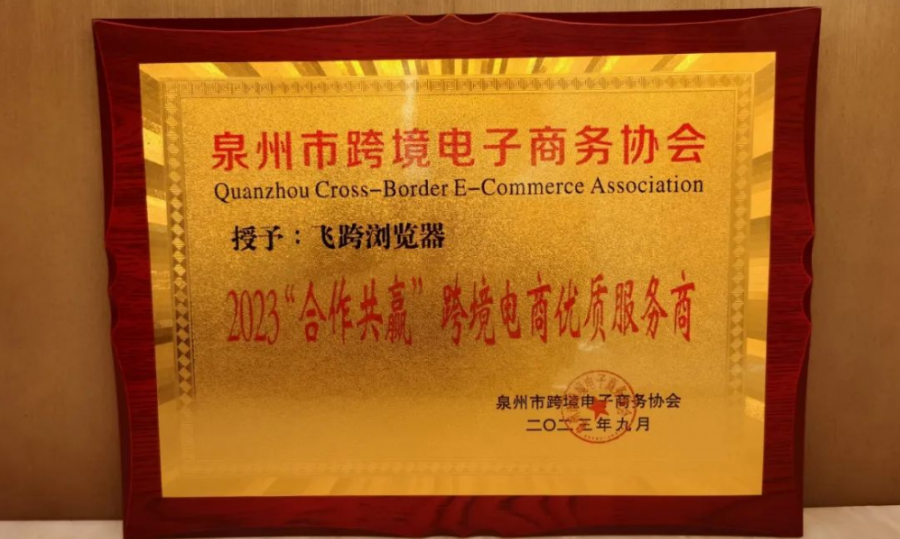 泉州市跨境电子商务协会
Quanzhou Cross-Border E-Commerce Association
授予：飞跨浏览器
2023“合作共赢”跨境电商优质服务商
泉州市跨境电子商务协会
二〇二三年九月